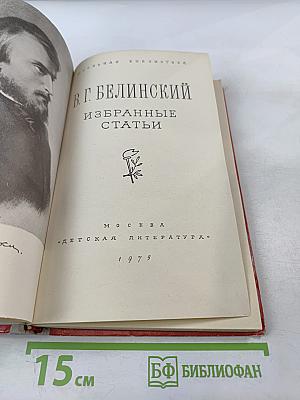 БИБЛИОТЕКА
В. Г. БЕЛИНСКИЙ
ИЗБРАННЫЕ
СТАТЬИ
МОСКВА
«ДЕТСКАЯ ЛИТЕРАТУРА»
1975
15 см
БФ БИБЛИОФАН